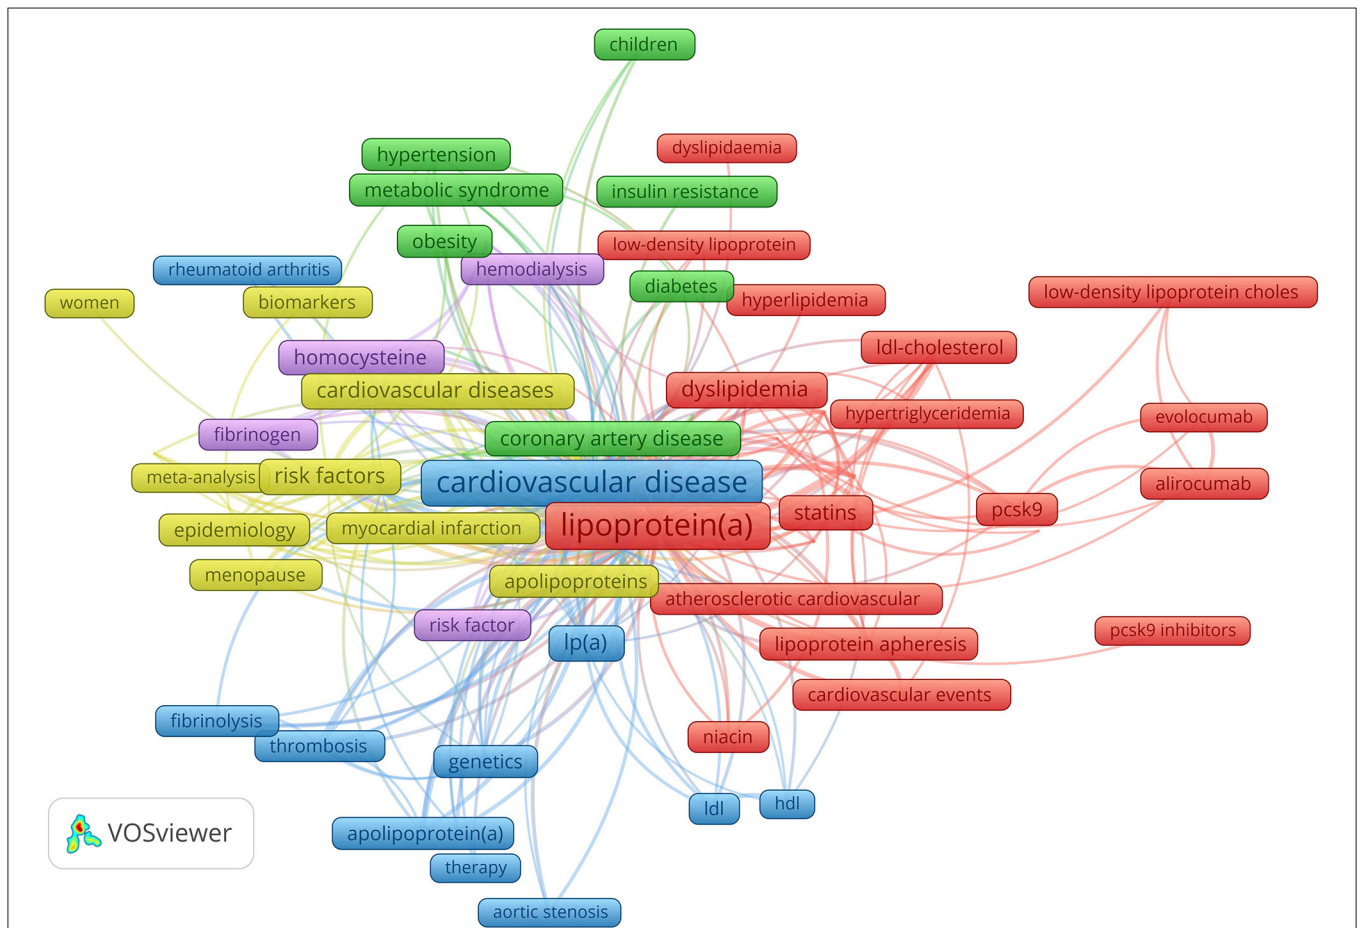 children
dyslipidaemia
hypertension
metabolic syndrome
insulin resistance
obesity
low-density lipoprotein
rheumatoid arthritis
hemodialysis
diabetes
women
biomarkers
hyperlipidemia
low-density lipoprotein choles
homocysteine
ldl-cholesterol
cardiovascular diseases
dyslipidemia
hypertriglyceridemia
evolocumab
fibrinogen
coronary artery disease
meta-analysis
risk factors
cardiovascular disease
alirocumab
epidemiology
myocardial infarction
lipoprotein(a)
statins
pcsk9
menopause
apolipoproteins
atherosclerotic cardiovascular
risk factor
lp(a)
lipoprotein apheresis
pcsk9 inhibitors
cardiovascular events
fibrinolysis
thrombosis
niacin
genetics
ldl
hdl
VOSviewer
apolipoprotein(a)
therapy
aortic stenosis